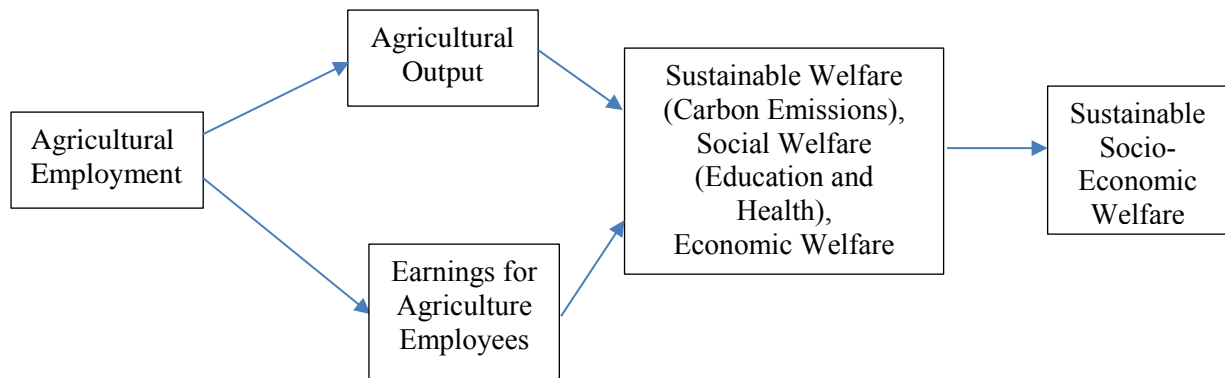 Agricultural
Employment
Agricultural
Output
Earnings for
Agriculture
Employees
Sustainable Welfare
(Carbon Emissions),
Social Welfare
(Education and
Health),
Economic Welfare
Sustainable
Socio-
Economic
Welfare